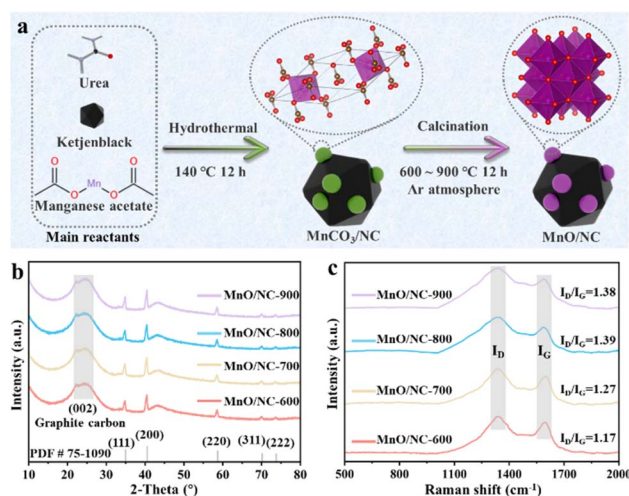 a
Urea
Ketjenblack
O O
Mn
O O
Manganese acetate
Main reactants
Hydrothermal
140 °C 12 h
MnCO3/NC
Calcination
600 ~ 900 °C 12 h
Ar atmosphere
MnO/NC
b
Intensity (a.u.)
MnO/NC-900
MnO/NC-800
MnO/NC-700
MnO/NC-600
(002)
Graphite carbon
(111)
(200)
(220)
(311)
(222)
PDF # 75-1090
10 20 30 40 50 60 70 80
2-Theta (°)
c
Intensity (a.u.)
MnO/NC-900
ID/IG=1.38
MnO/NC-800
ID/IG=1.39
ID
IG
MnO/NC-700
ID/IG=1.27
MnO/NC-600
ID/IG=1.17
500 800 1100 1400 1700 2000
Raman shift (cm-1)